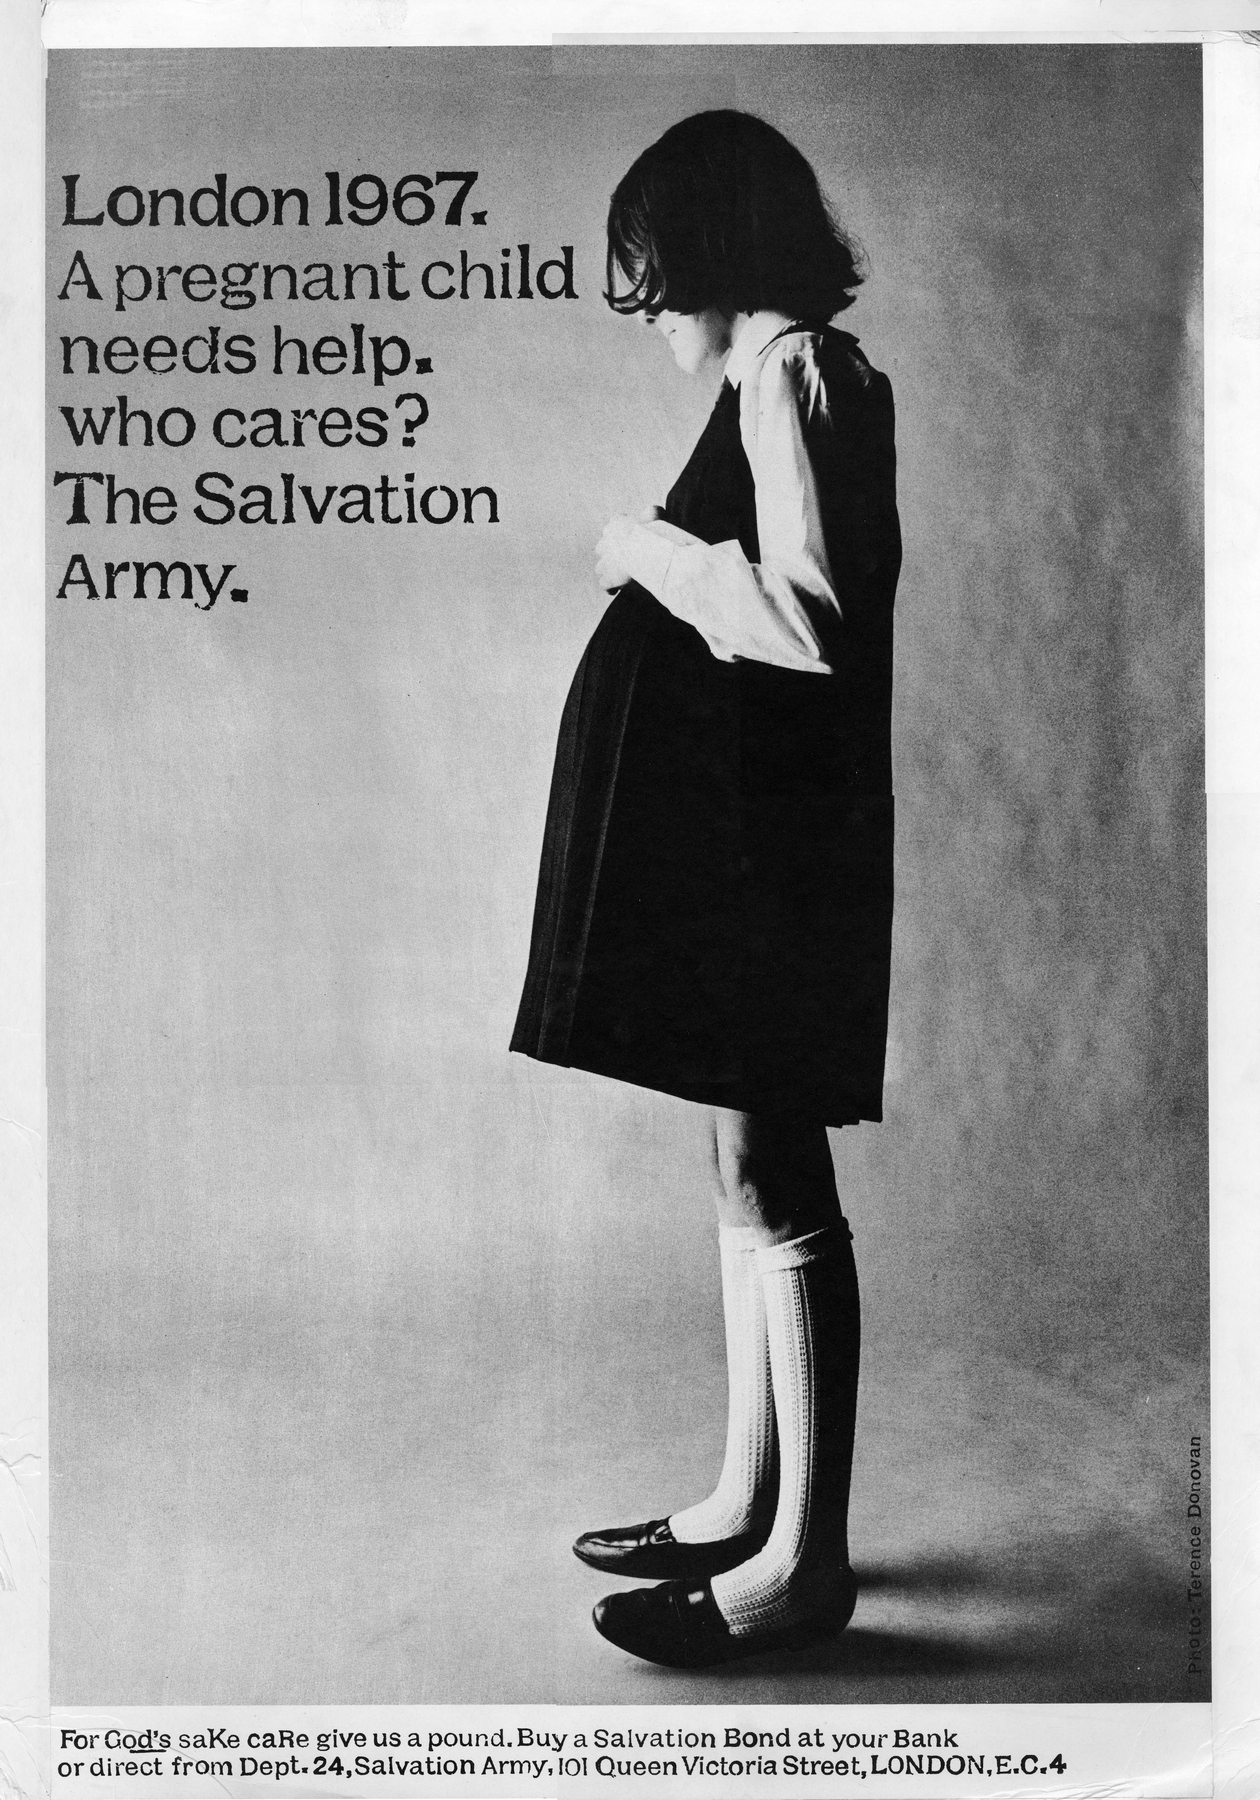 London 1967.
A pregnant child
needs help.
who cares?
The Salvation
Army.
Photo: Terence Donovan
For God's saKe caRe give us a pound. Buy a Salvation Bond at your Bank
or direct from Dept. 24, Salvation Army, 101 Queen Victoria Street, LONDON, E.C.4